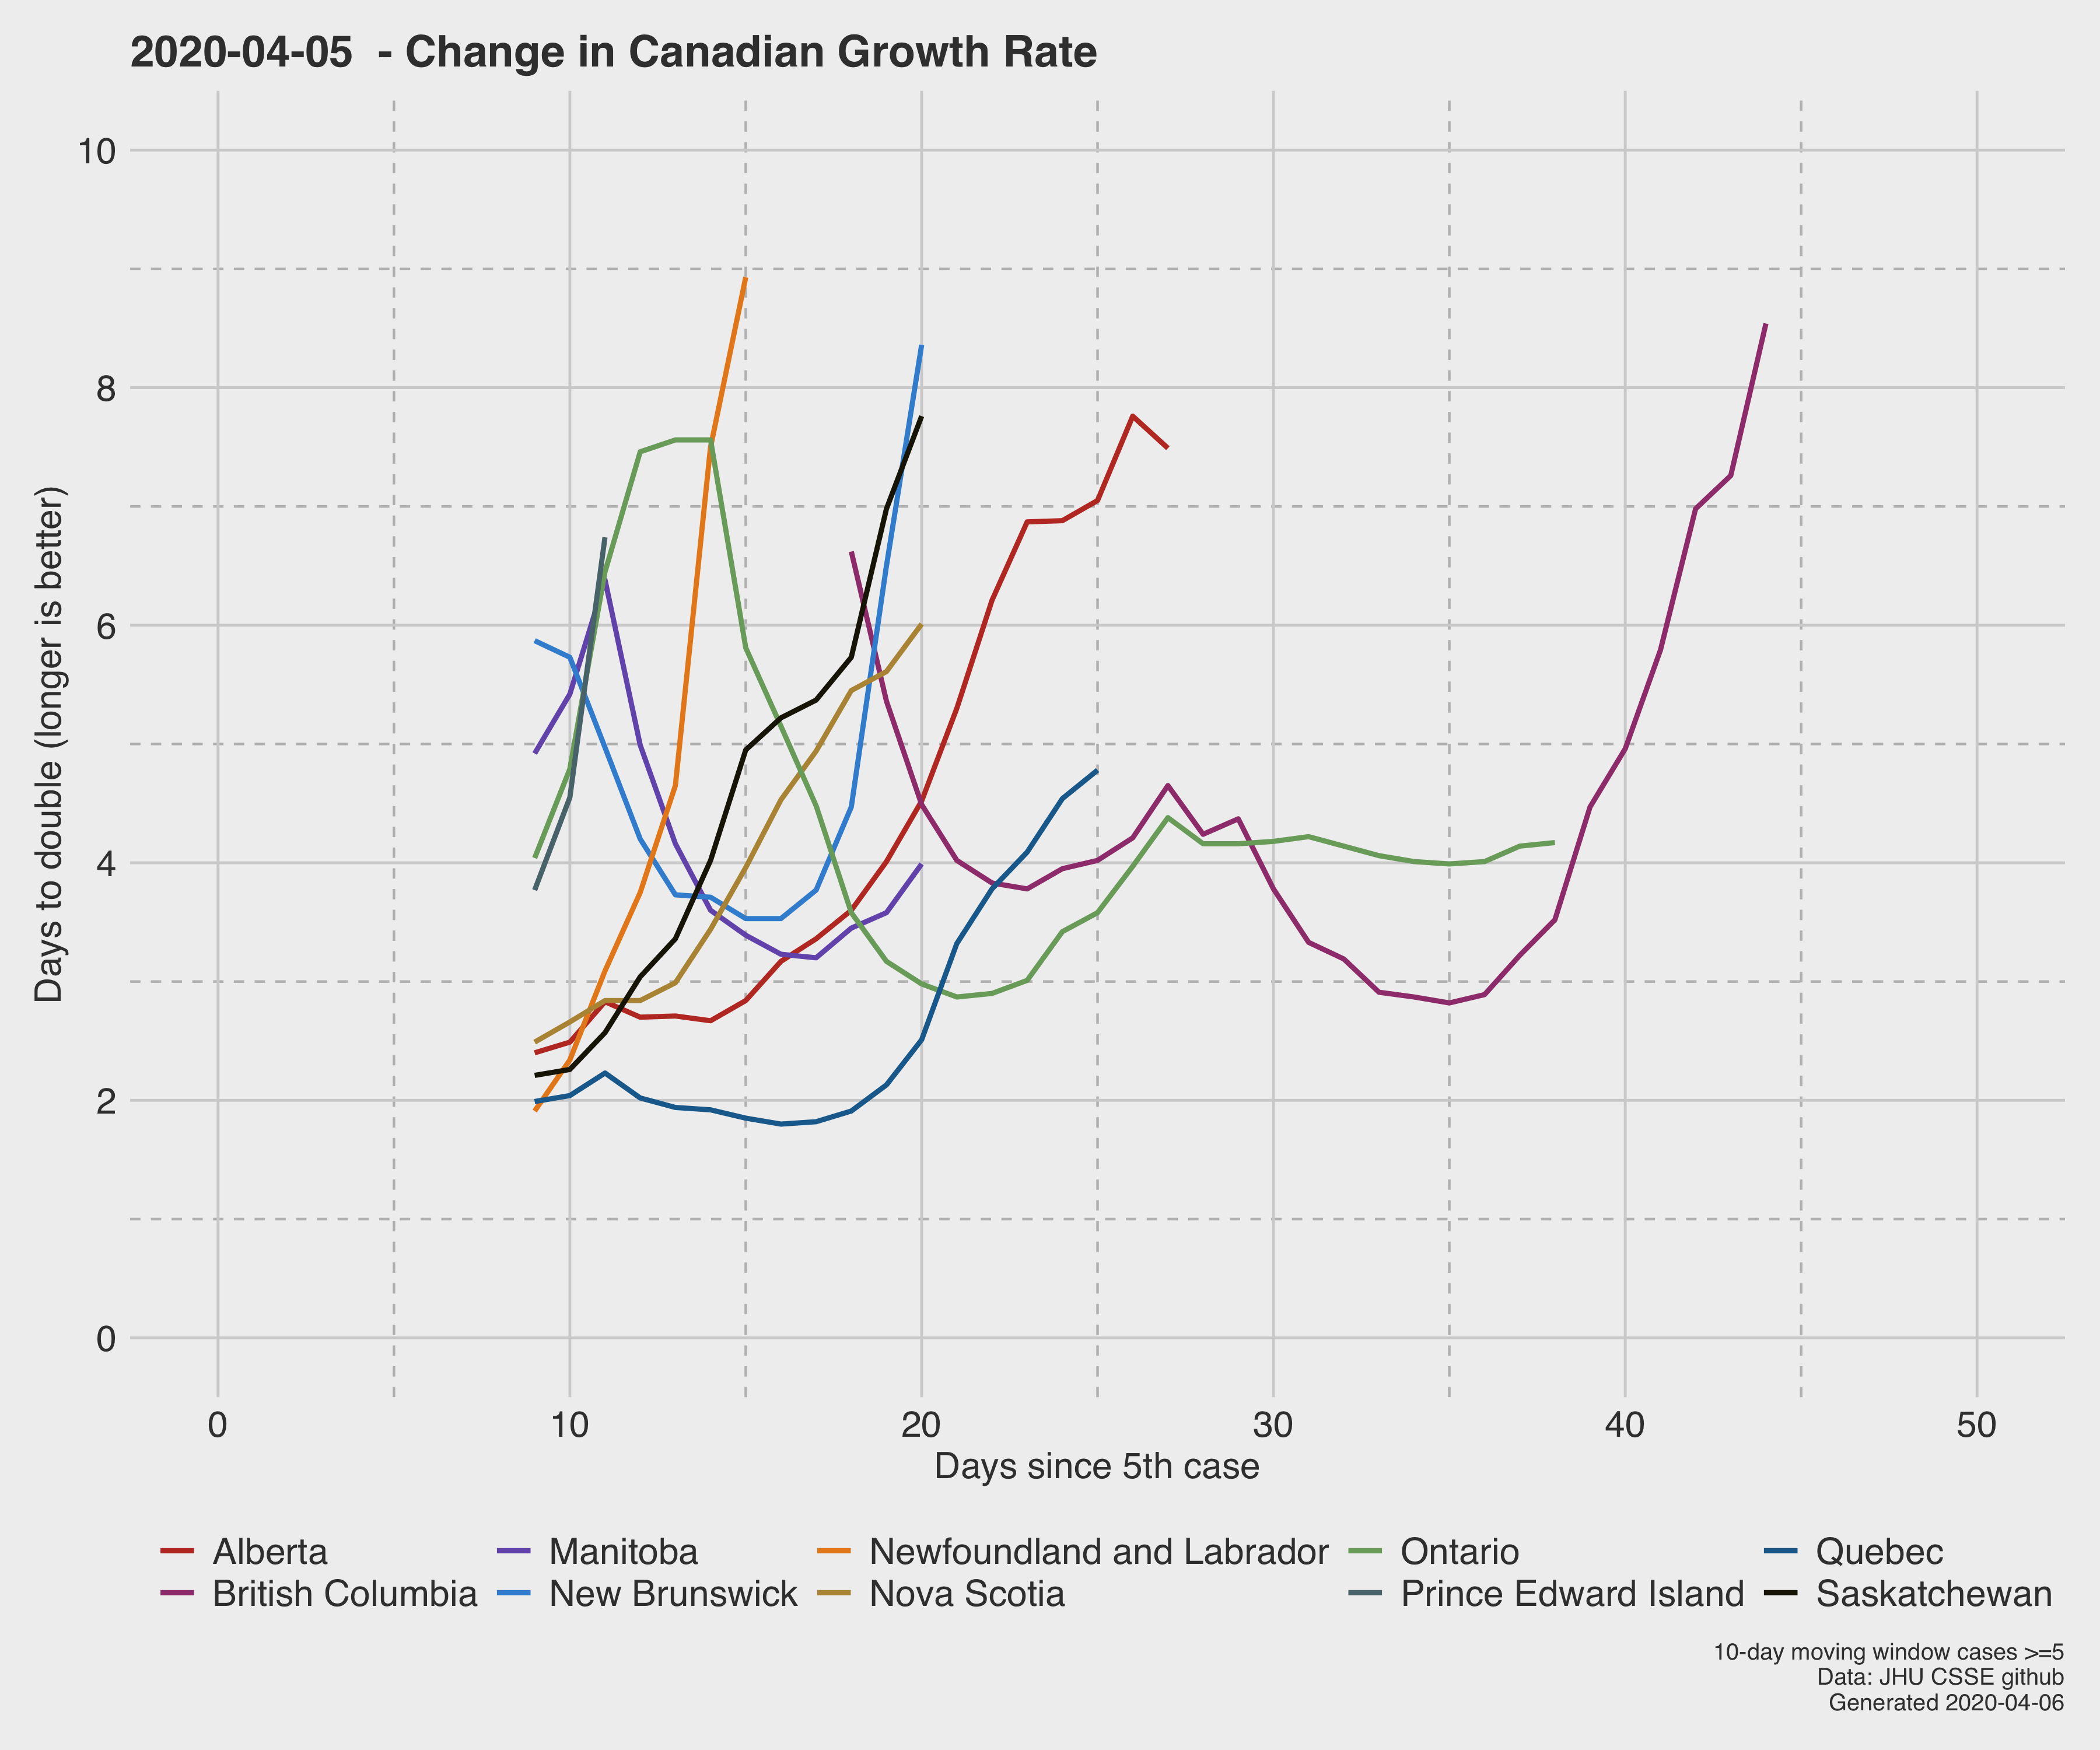 2020-04-05  - Change in Canadian Growth Rate
Days to double (longer is better)
10
8
6
4
2
0
0 10 20 30 40 50
Days since 5th case
Alberta Manitoba Newfoundland and Labrador Ontario Quebec
British Columbia New Brunswick Nova Scotia Prince Edward Island Saskatchewan
10-day moving window cases >=5
Data: JHU CSSE github
Generated 2020-04-06